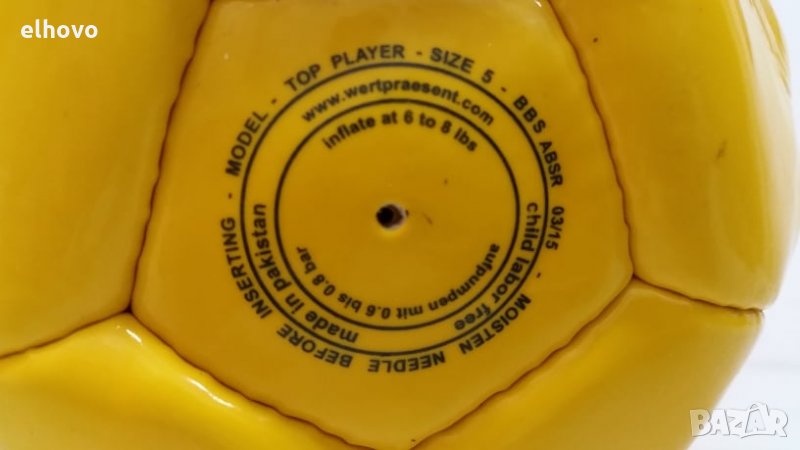 elhovo
MODEL - TOP PLAYER - SIZE 5 - BBS ABSR 03/15 - MOISTEN NEEDLE BEFORE INSERTING -
www.wertpraesent.com
child labor free
made in pakistan
inflate at 6 to 8 lbs
aufpumpen mit 0.6 bis 0.8 bar
BAZAR